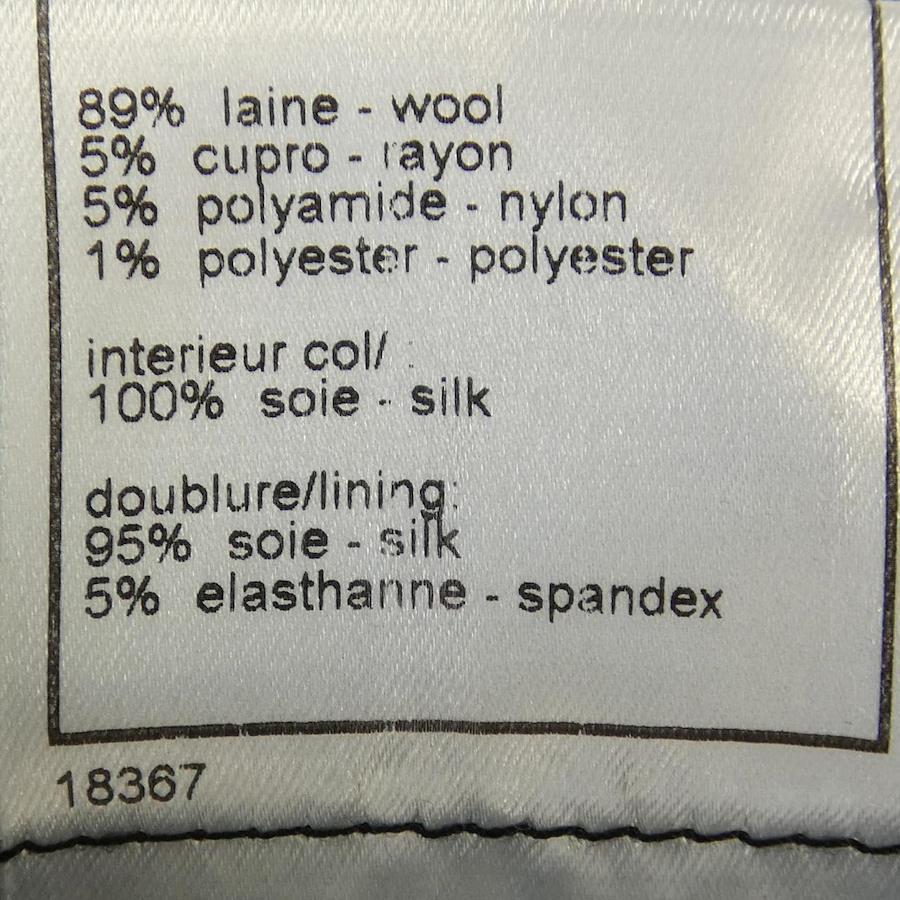 89% laine - wool
5% cupro - rayon
5% polyamide - nylon
1% polyester - polyester
interieur col/ :
100% soie - silk
doublure/lining:
95% soie - silk
5% elasthanne - spandex
18367